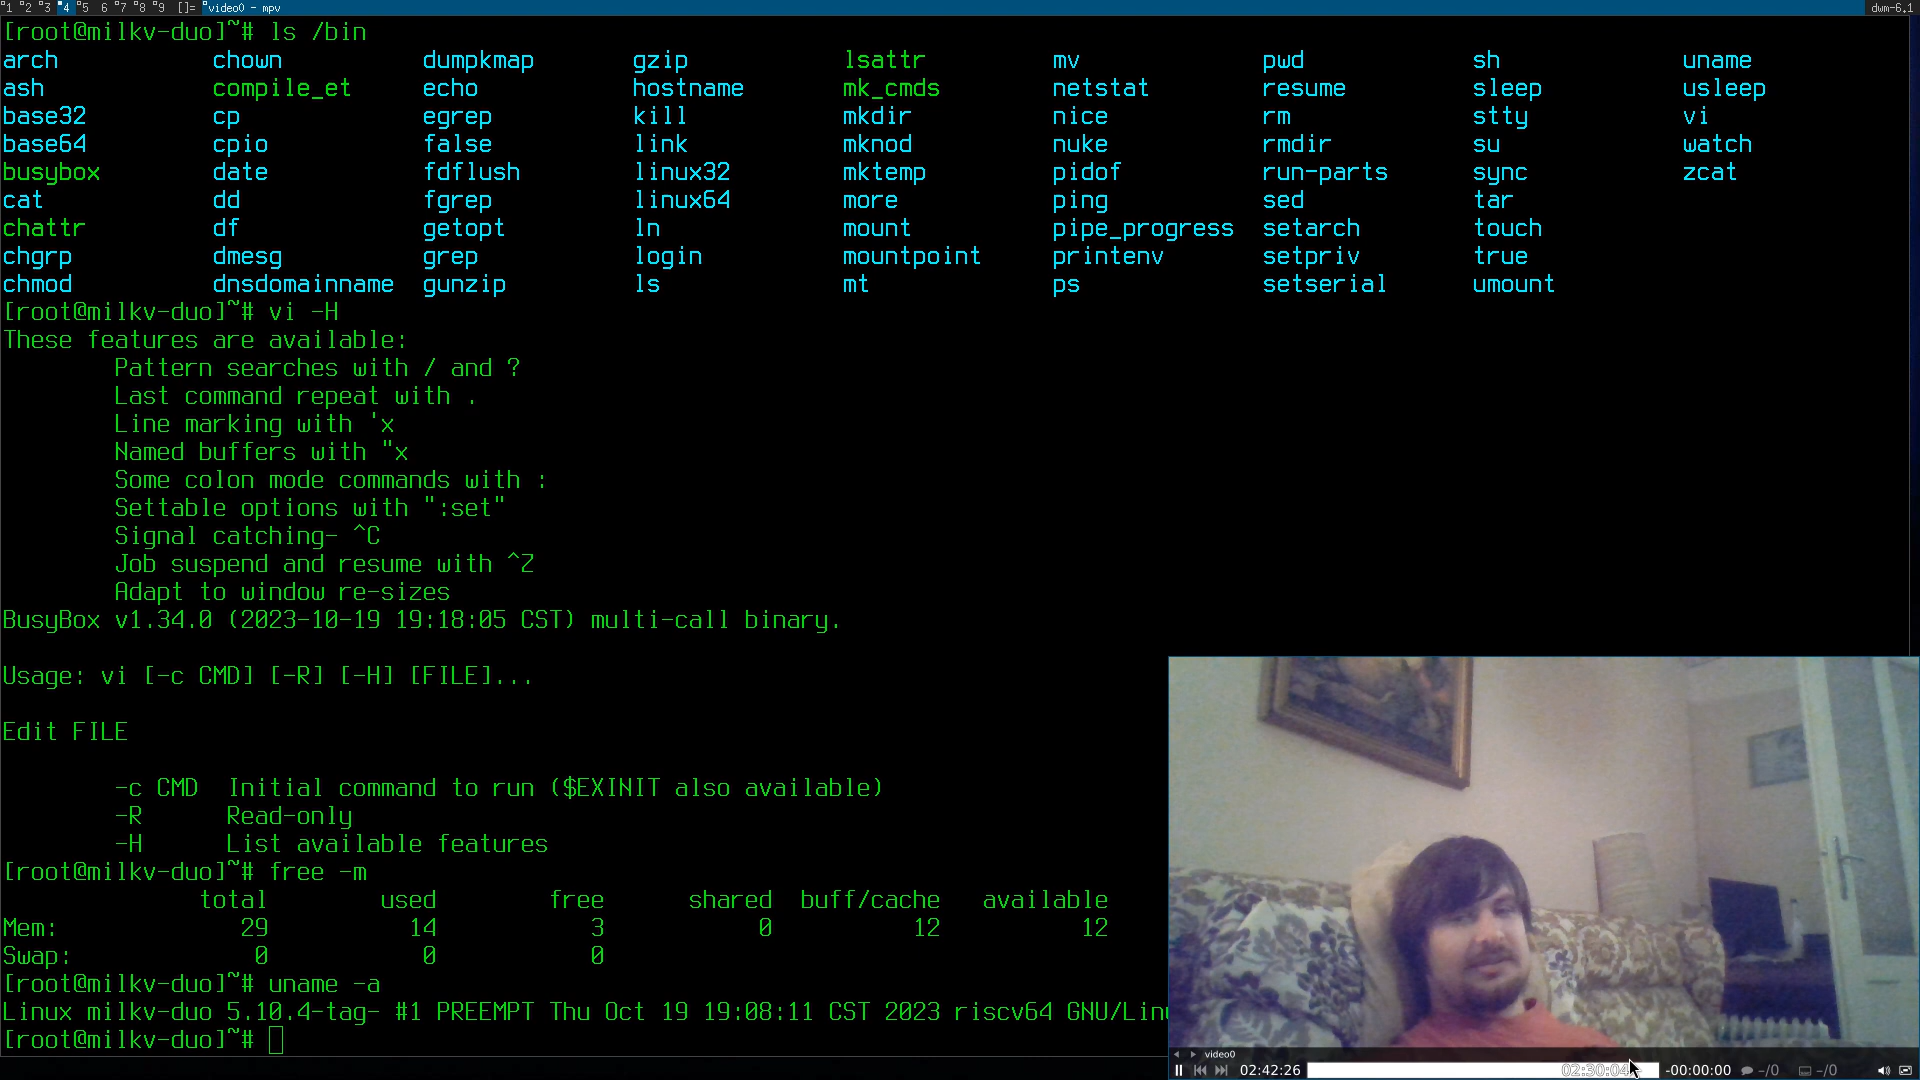 1 2 3 4 5 6 7 8 9 []= video0 - mpv dwm-6.1
[root@milkv-duo]~# ls /bin
arch chown dumpkmap gzip lsattr mv pwd sh uname
ash compile_et echo hostname mk_cmds netstat resume sleep usleep
base32 cp egrep kill mkdir nice rm stty vi
base64 cpio false link mknod nuke rmdir su watch
busybox date fdflush linux32 mktemp pidof run-parts sync zcat
cat dd fgrep linux64 more ping sed tar
chattr df getopt ln mount pipe_progress setarch touch
chgrp dmesg grep login mountpoint printenv setpriv true
chmod dnsdomainname gunzip ls mt ps setserial umount
[root@milkv-duo]~# vi -H
These features are available:
Pattern searches with / and ?
Last command repeat with .
Line marking with 'x
Named buffers with "x
Some colon mode commands with :
Settable options with ":set"
Signal catching- ^C
Job suspend and resume with ^Z
Adapt to window re-sizes
BusyBox v1.34.0 (2023-10-19 19:18:05 CST) multi-call binary.
Usage: vi [-c CMD] [-R] [-H] [FILE]...
Edit FILE
-c CMD Initial command to run ($EXINIT also available)
-R Read-only
-H List available features
[root@milkv-duo]~# free -m
total used free shared buff/cache available
Mem: 29 14 3 0 12 12
Swap: 0 0 0
[root@milkv-duo]~# uname -a
Linux milkv-duo 5.10.4-tag- #1 PREEMPT Thu Oct 19 19:08:11 CST 2023 riscv64
[root@milkv-duo]~#
video0
02:42:26 -00:00:00 -/0 -/0